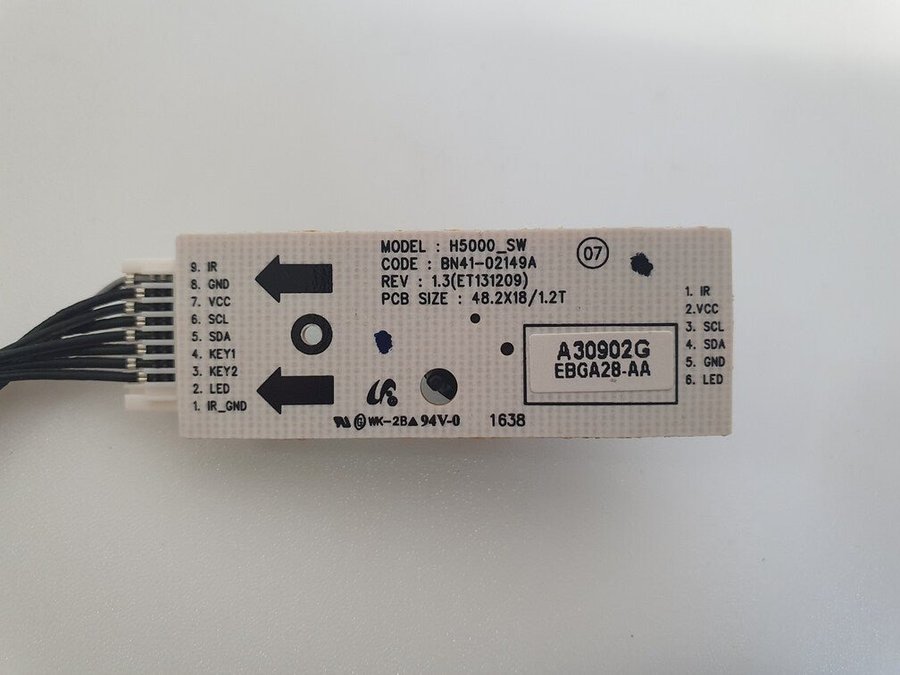 MODEL : H5000_SW
CODE : BN41-02149A
REV : 1.3(ET131209)
PCB SIZE : 48.2X18/1.2T
07
9. IR
8. GND
7. VCC
6. SCL
5. SDA
4. KEY1
3. KEY2
2. LED
1. IR_GND
1. IR
2.VCC
3. SCL
4. SDA
5. GND
6. LED
A30902G
EBGA28-AA
WK-2B▲ 94V-0 1638